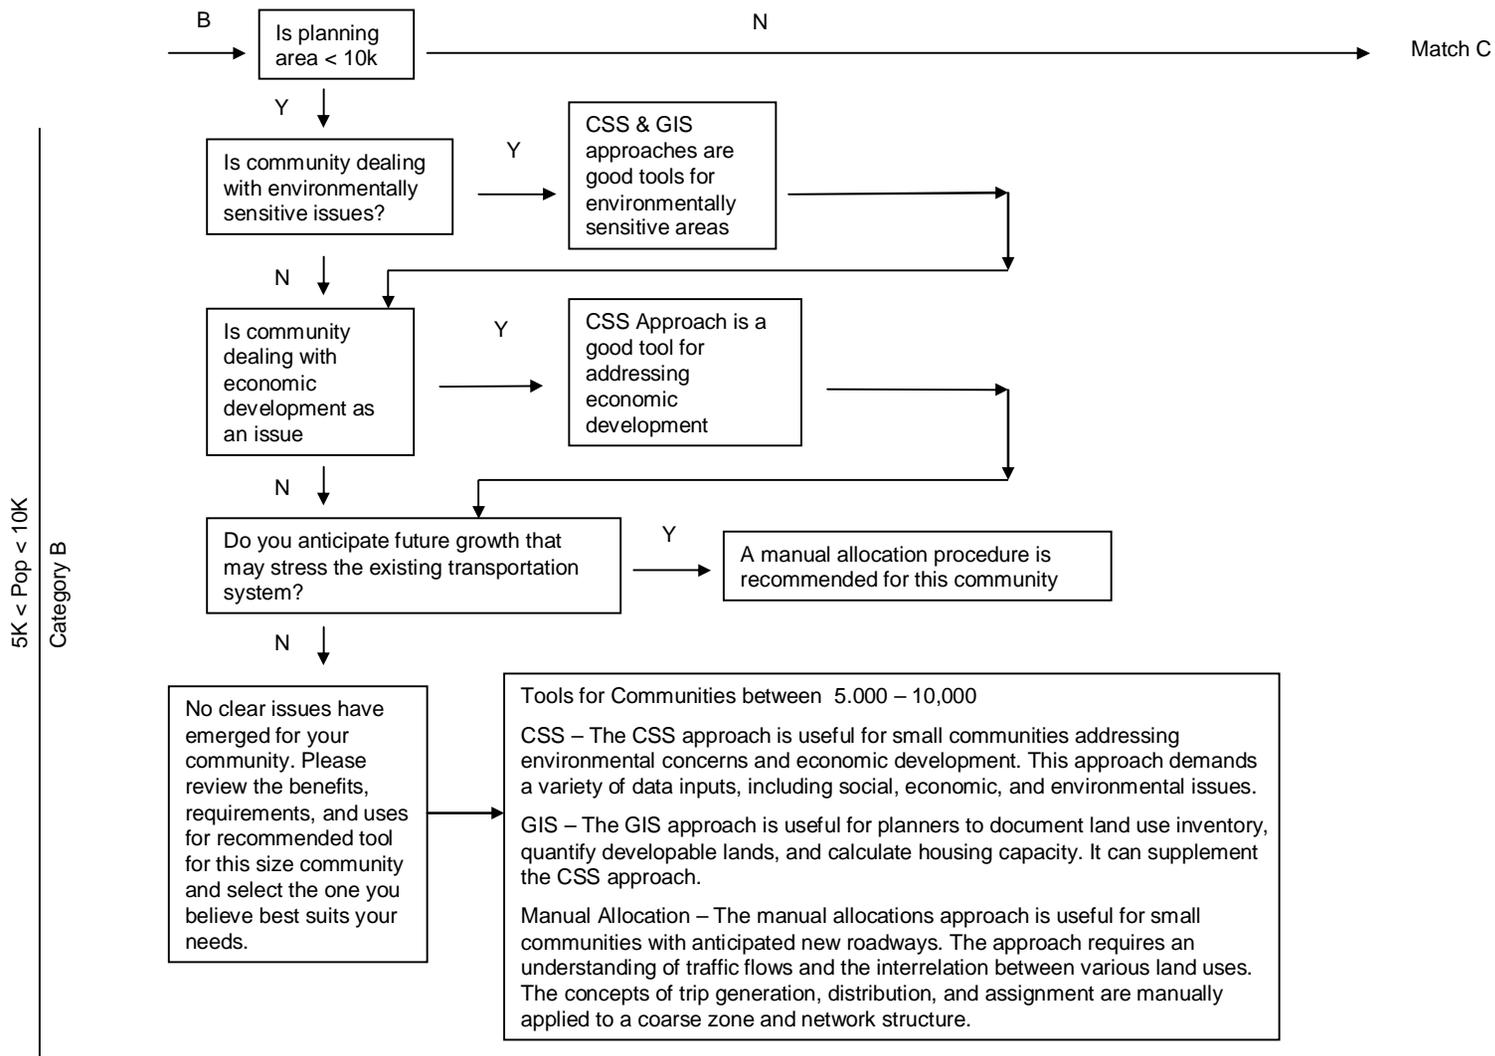 B
Is planning
area < 10k
N
Match C
Y
Is community dealing
with environmentally
sensitive issues?
Y
CSS & GIS
approaches are
good tools for
environmentally
sensitive areas
N
Is community
dealing with
economic
development as
an issue
Y
CSS Approach is a
good tool for
addressing
economic
development
N
Do you anticipate future growth that
may stress the existing transportation
system?
Y
A manual allocation procedure is
recommended for this community
N
No clear issues have
emerged for your
community. Please
review the benefits,
requirements, and uses
for recommended tool
for this size community
and select the one you
believe best suits your
needs.
Tools for Communities between  5.000 – 10,000
CSS – The CSS approach is useful for small communities addressing
environmental concerns and economic development. This approach demands
a variety of data inputs, including social, economic, and environmental issues.
GIS – The GIS approach is useful for planners to document land use inventory,
quantify developable lands, and calculate housing capacity. It can supplement
the CSS approach.
Manual Allocation – The manual allocations approach is useful for small
communities with anticipated new roadways. The approach requires an
understanding of traffic flows and the interrelation between various land uses.
The concepts of trip generation, distribution, and assignment are manually
applied to a coarse zone and network structure.
5K < Pop < 10K
Category B